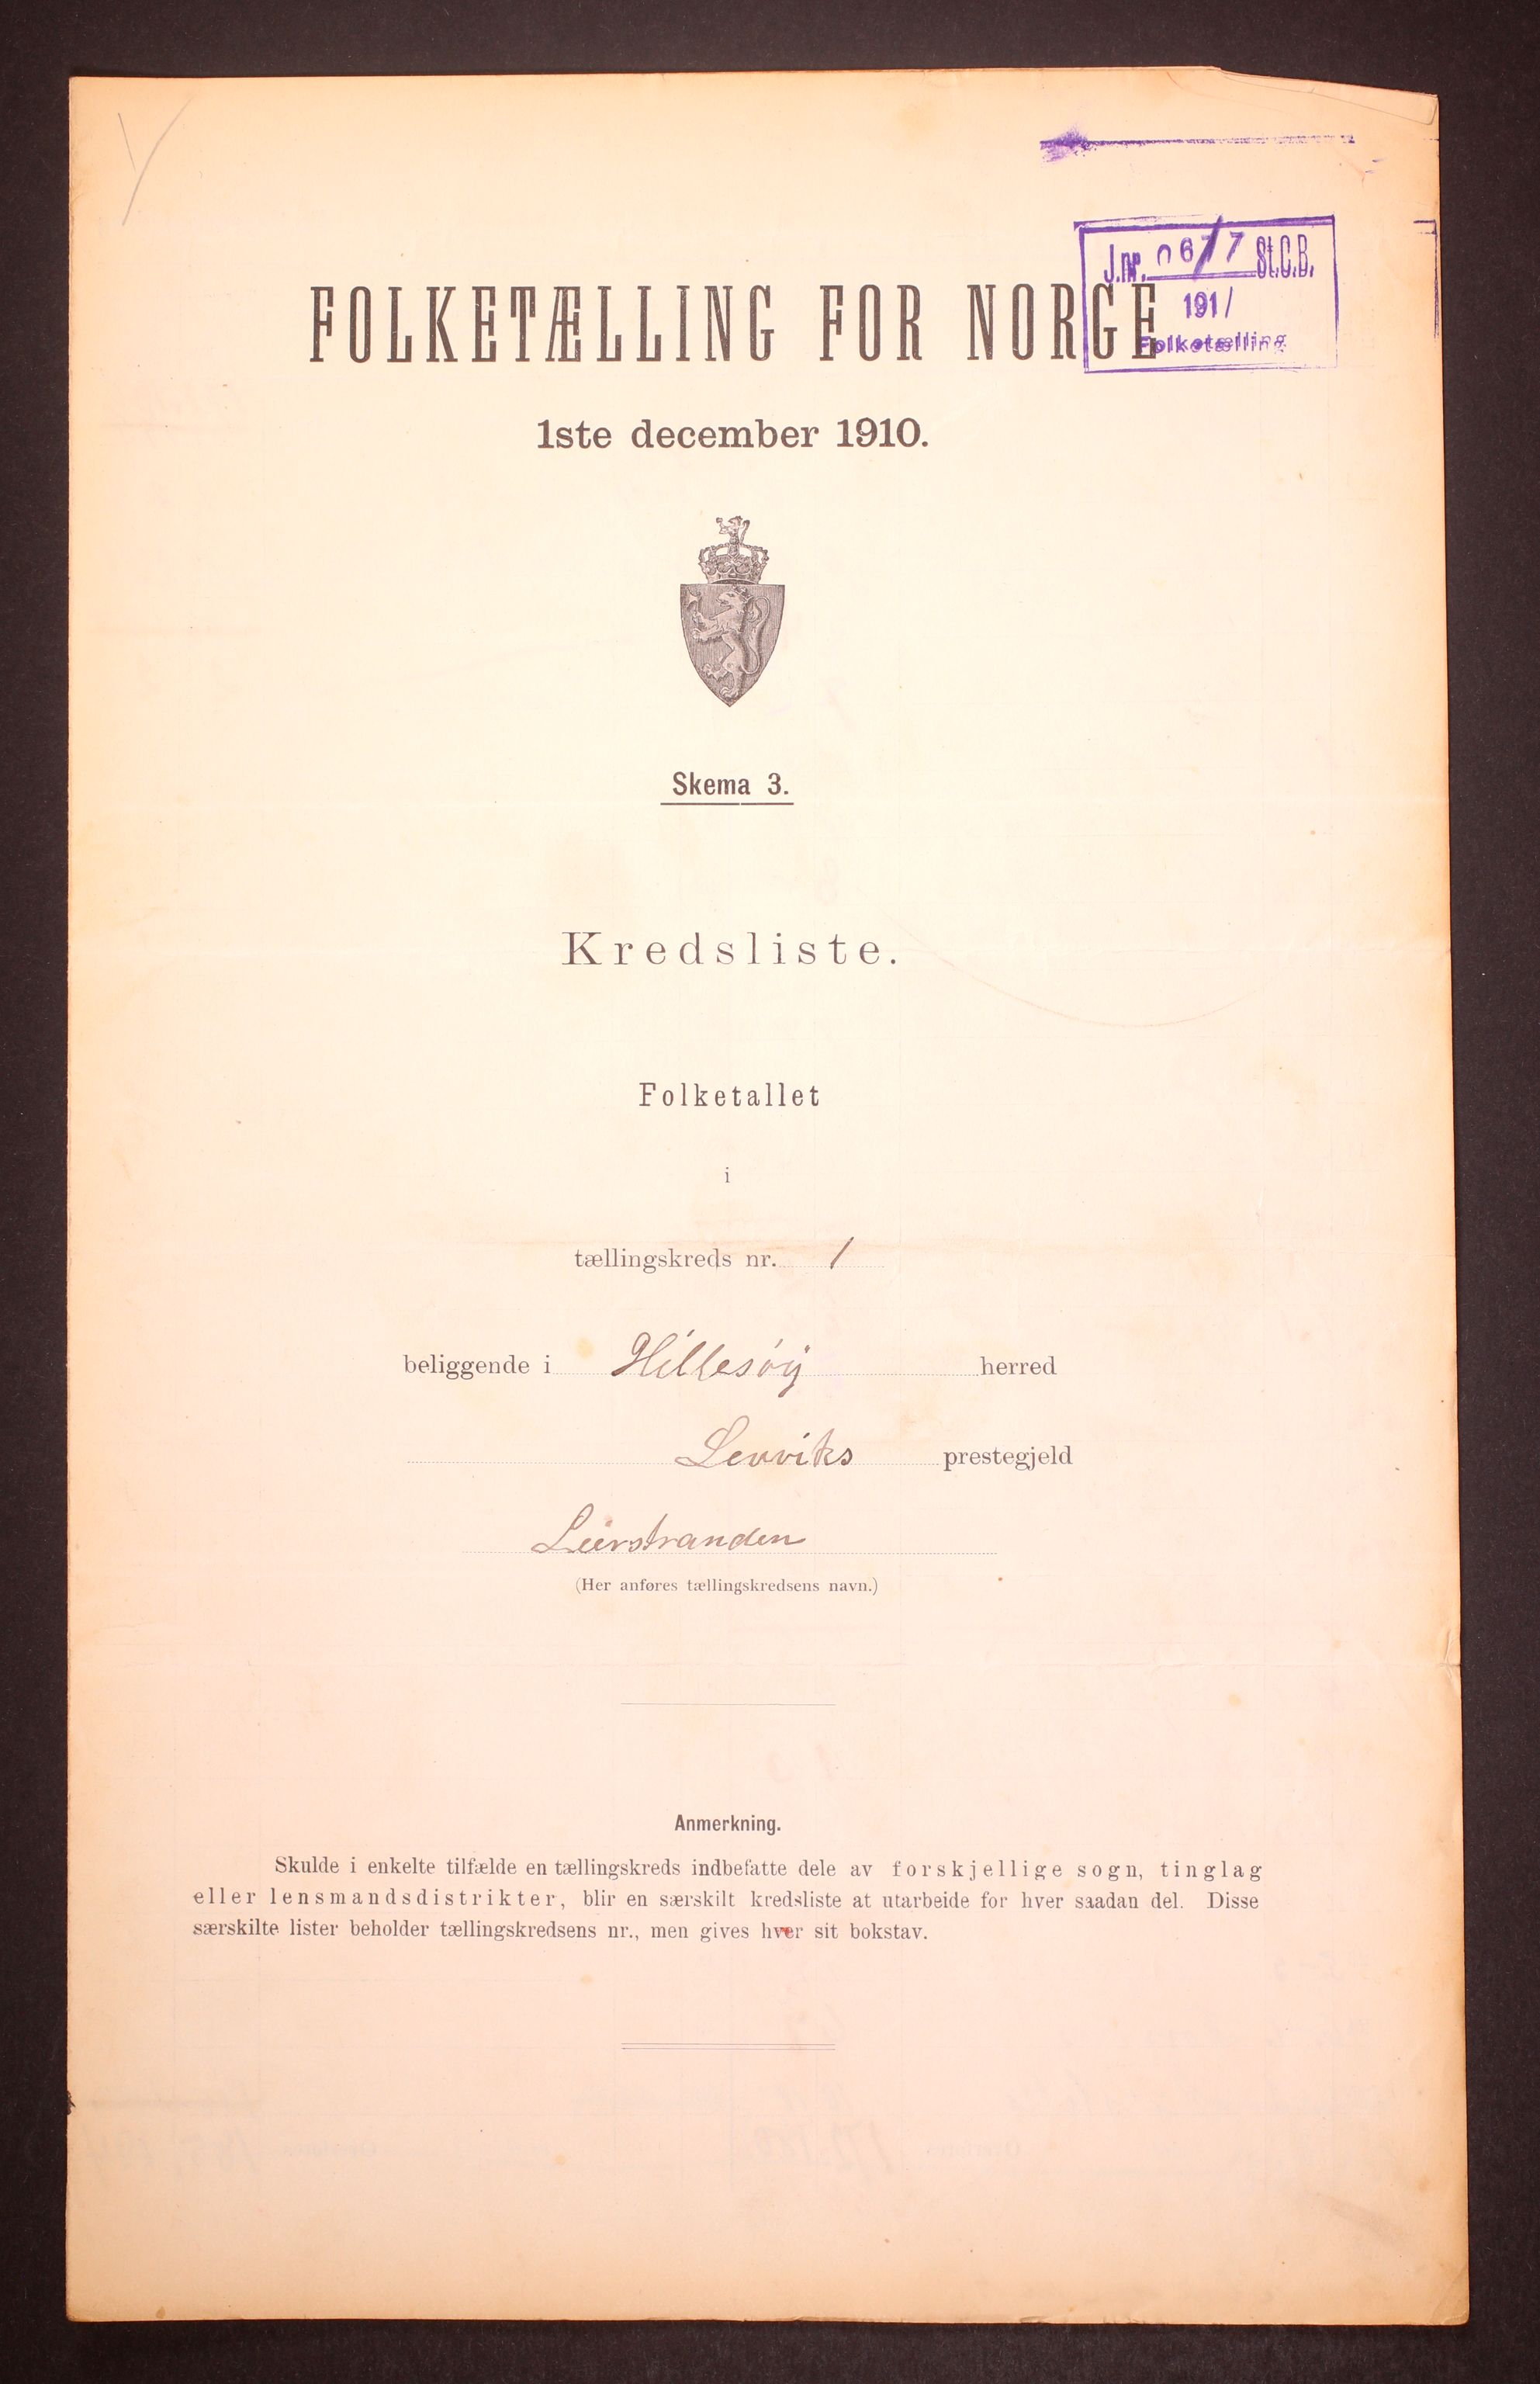 J.nr. 0677 St.C.B.
191/
Folketælling
FOLKETÆLLING FOR NORGE
1ste december 1910.
Skema 3.
Kredsliste.
Folketallet
i
tællingskreds nr. 1
beliggende i Hillesøy herred
Lenviks prestegjeld
Leirstranden
(Her anføres tællingskredsens navn.)
Anmerkning.
Skulde i enkelte tilfælde en tællingskreds indbefatte dele av forskjellige sogn, tinglag
eller lensmandsdistrikter, blir en særskilt kredsliste at utarbeide for hver saadan del. Disse
særskilte lister beholder tællingskredsens nr., men gives hver sit bokstav.